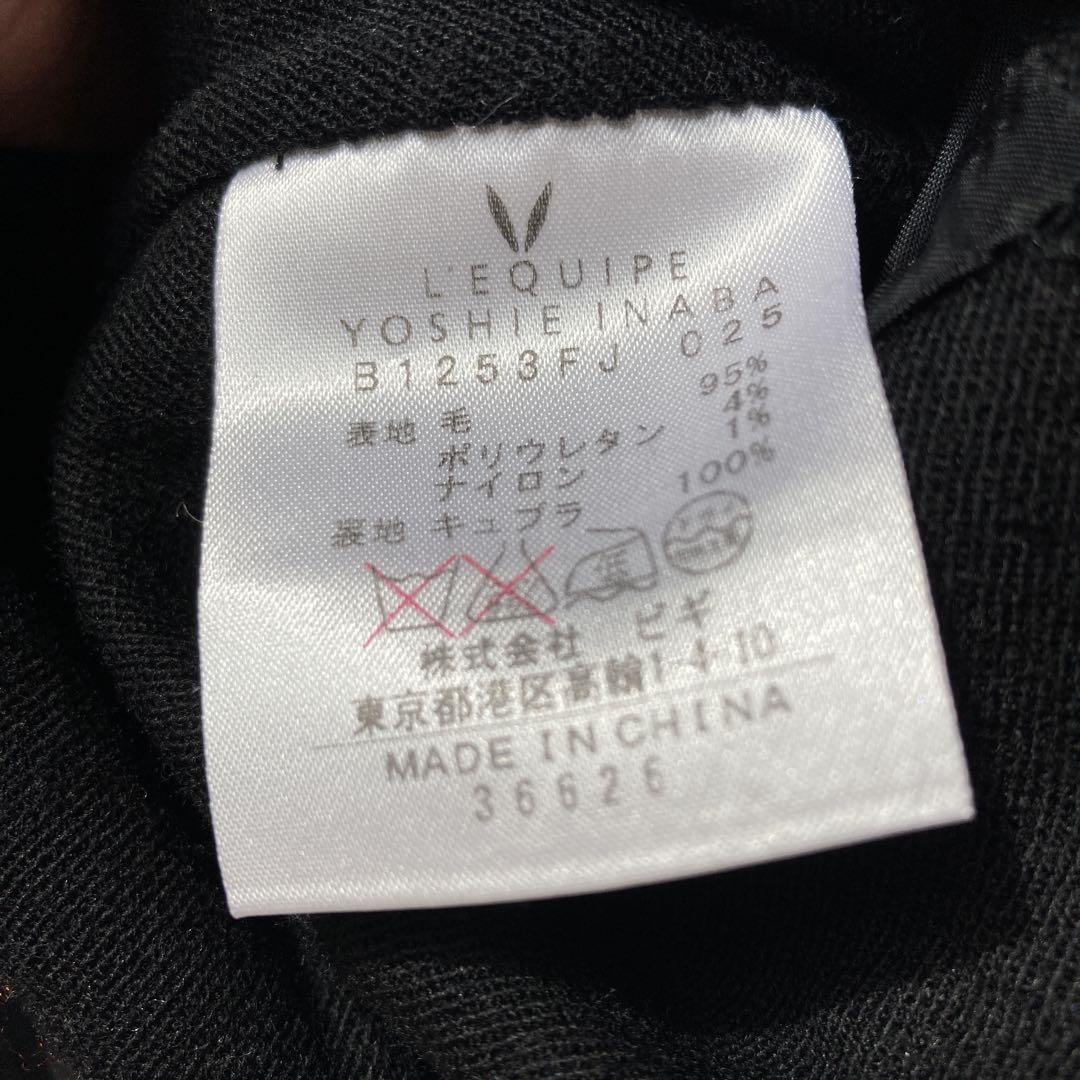 L'EQUIPE
YOSHIE INABA
B1253FJ 025
表地 毛 95%
ポリウレタン 4%
ナイロン 1%
裏地 キュプラ 100%
低
株式会社 ビギ
東京都港区高輪1-4-10
MADE IN CHINA
36626